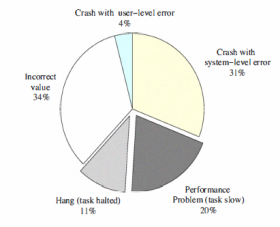 Crash with user-level error
4%
Crash with
system-level error
31%
Incorrect
value
34%
Hang (task halted)
11%
Performance
Problem (task slow)
20%